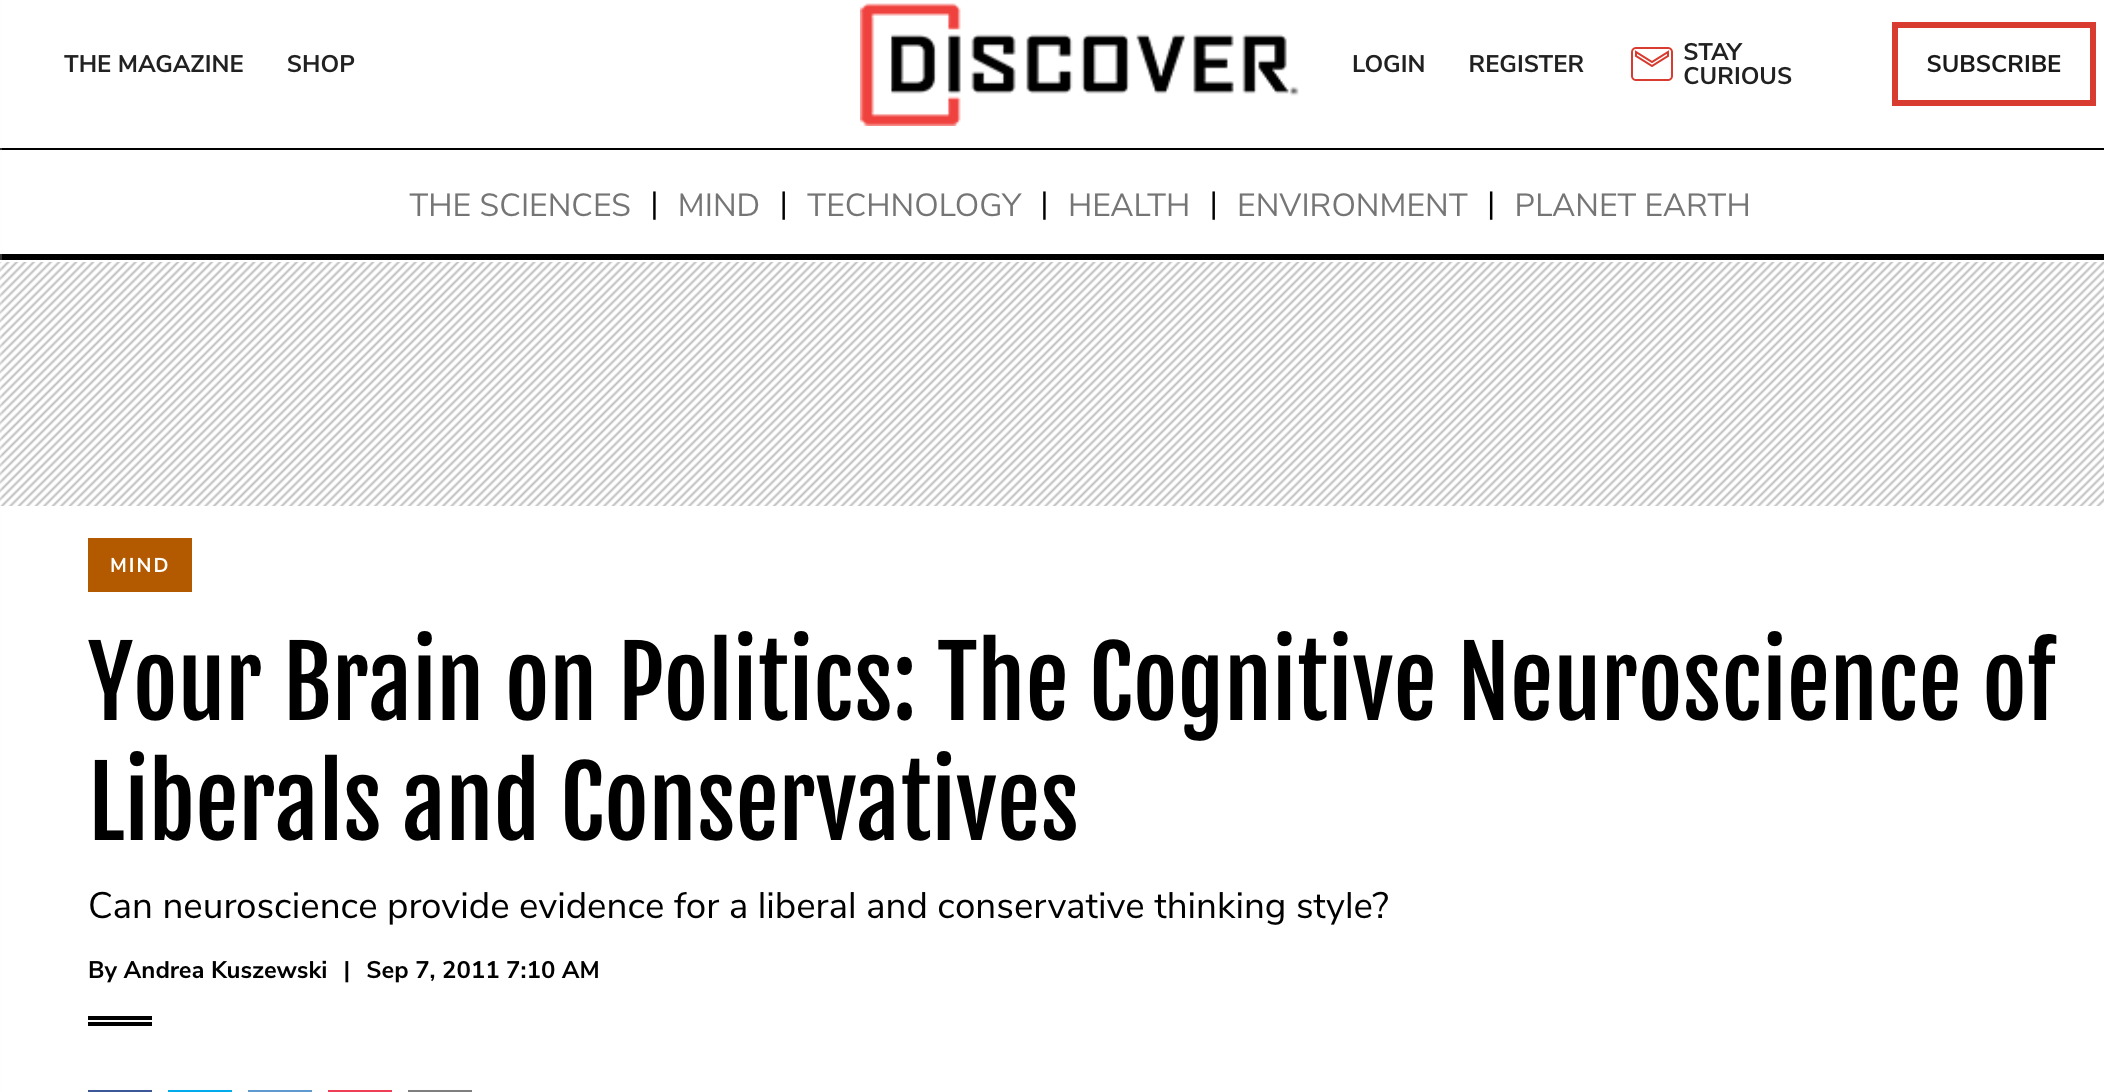 THE MAGAZINE SHOP DISCOVER. LOGIN REGISTER STAY CURIOUS SUBSCRIBE
THE SCIENCES | MIND | TECHNOLOGY | HEALTH | ENVIRONMENT | PLANET EARTH
MIND
Your Brain on Politics: The Cognitive Neuroscience of
Liberals and Conservatives
Can neuroscience provide evidence for a liberal and conservative thinking style?
By Andrea Kuszewski | Sep 7, 2011 7:10 AM